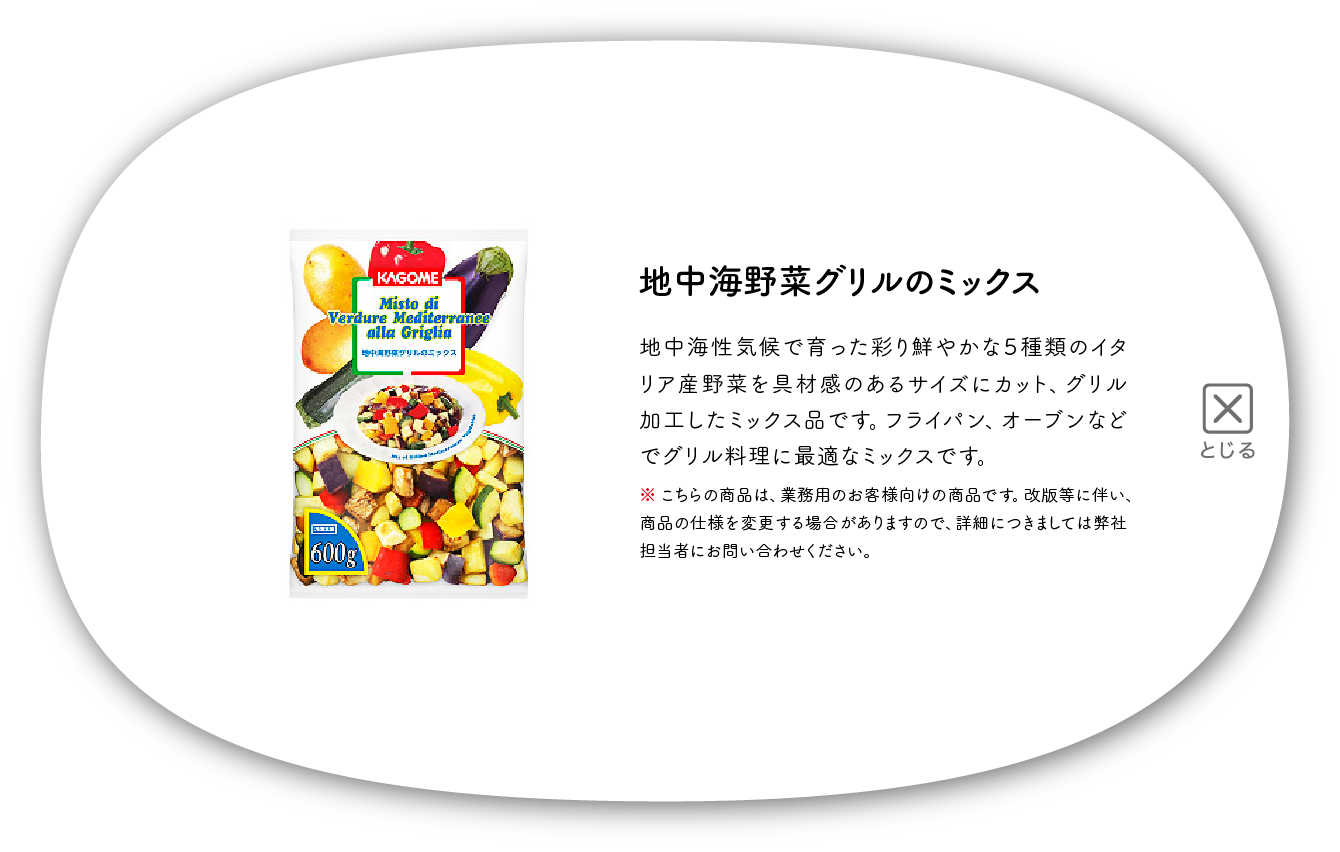 KAGOME
Misto di
Verdure Mediterranee
alla Griglia
地中海野菜グリルのミックス
600g
地中海野菜グリルのミックス
地中海性気候で育った彩り鮮やかな5種類のイタ
リア産野菜を具材感のあるサイズにカット、グリル
加工したミックス品です。フライパン、オーブンなど
でグリル料理に最適なミックスです。
※ こちらの商品は、業務用のお客様向けの商品です。改版等に伴い、
商品の仕様を変更する場合がありますので、詳細につきましては弊社
担当者にお問い合わせください。
とじる